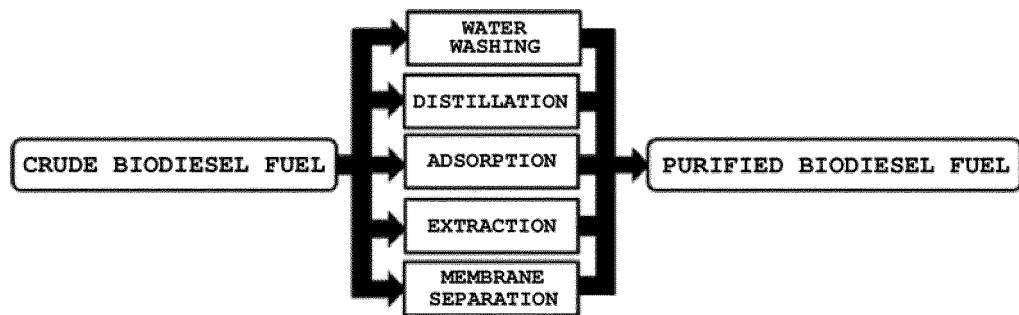 CRUDE BIODIESEL FUEL
WATER
WASHING
DISTILLATION
ADSORPTION
EXTRACTION
MEMBRANE
SEPARATION
PURIFIED BIODIESEL FUEL